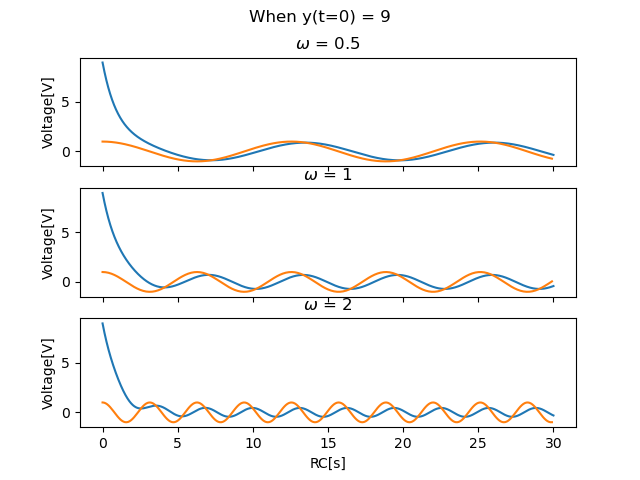 When y(t=0) = 9
ω = 0.5
Voltage[V]
5
0
ω = 1
Voltage[V]
5
0
ω = 2
Voltage[V]
5
0
0 5 10 15 20 25 30
RC[s]